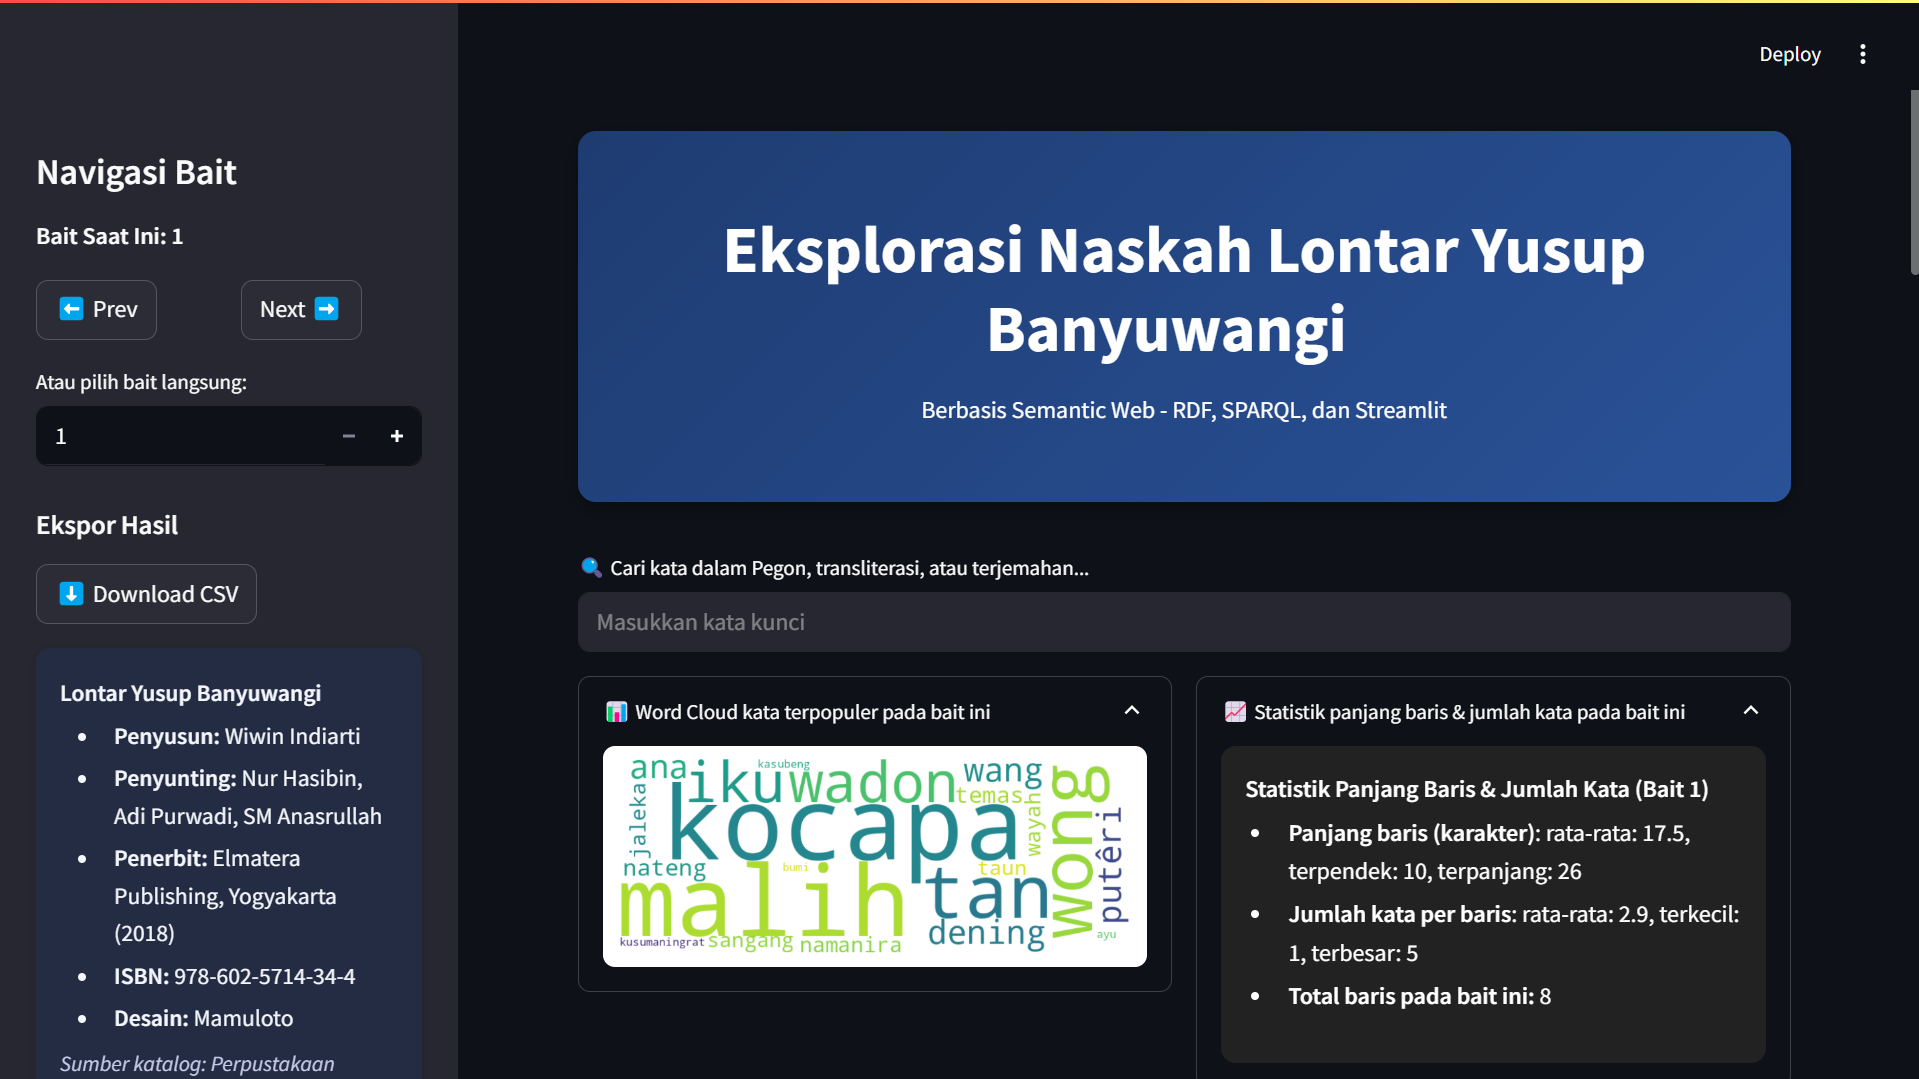 Deploy
Navigasi Bait
Bait Saat Ini: 1
Prev
Next
Atau pilih bait langsung:
1
Ekspor Hasil
Download CSV
Lontar Yusup Banyuwangi
Penyusun: Wiwin Indiarti
Penyunting: Nur Hasibin,
Adi Purwadi, SM Anasrullah
Penerbit: Elmatera
Publishing, Yogyakarta
(2018)
ISBN: 978-602-5714-34-4
Desain: Mamuloto
Sumber katalog: Perpustakaan
Eksplorasi Naskah Lontar Yusup
Banyuwangi
Berbasis Semantic Web - RDF, SPARQL, dan Streamlit
Cari kata dalam Pegon, transliterasi, atau terjemahan...
Masukkan kata kunci
Word Cloud kata terpopuler pada bait ini
ana
iku
kasubeng
wadon
wang
temas
wong
jaleka
kocapa
wayah
putêri
nateng
bumi
taun
malih
tan
dening
kusumaningrat
sangang
namanira
ayu
Statistik panjang baris & jumlah kata pada bait ini
Statistik Panjang Baris & Jumlah Kata (Bait 1)
Panjang baris (karakter): rata-rata: 17.5,
terpendek: 10, terpanjang: 26
Jumlah kata per baris: rata-rata: 2.9, terkecil:
1, terbesar: 5
Total baris pada bait ini: 8